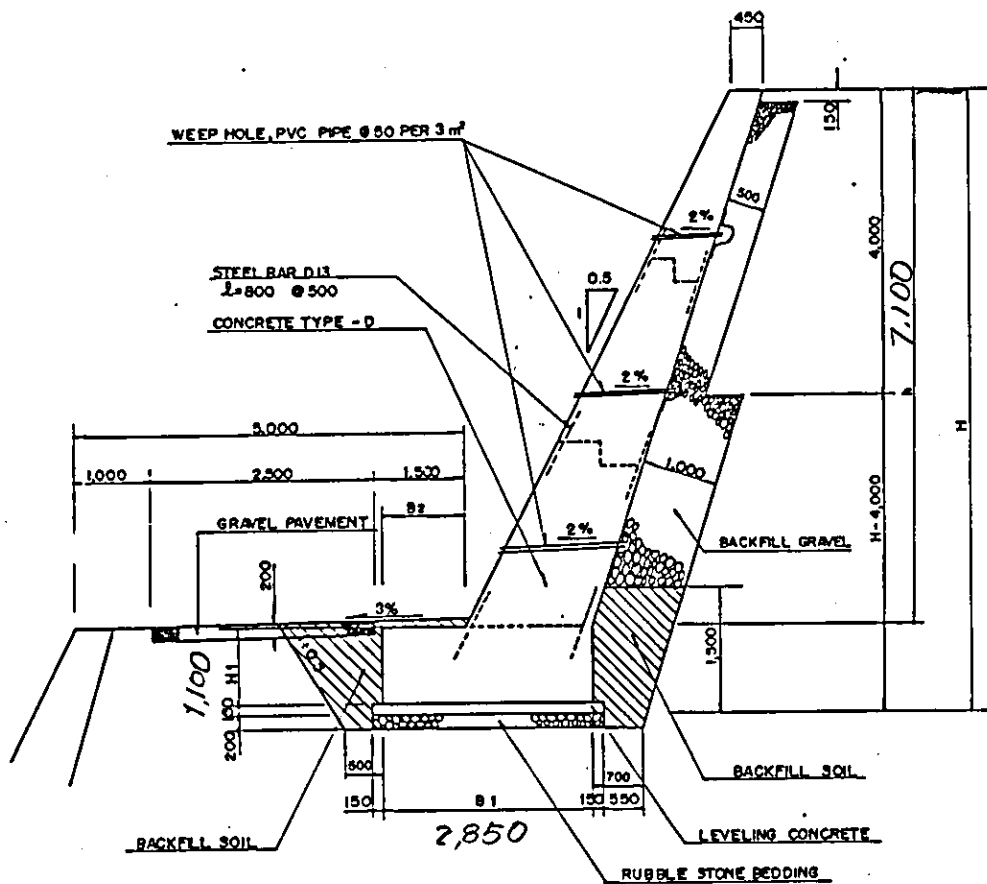 450
150
WEEP HOLE, PVC PIPE @ 50 PER 3 m²
500
2%
4,000
STEEL BAR D13
l=800 @ 500
0.5
1
7,100
CONCRETE TYPE - D
2%
H
5,000
1,000
2,500
1,500
1,000
B2
GRAVEL PAVEMENT
2%
BACKFILL GRAVEL
H-4,000
200
3%
1,500
1,100
H1
100
200
500
700
BACKFILL SOIL
150
B1
150
550
2,850
LEVELING CONCRETE
BACKFILL SOIL
RUBBLE STONE BEDDING